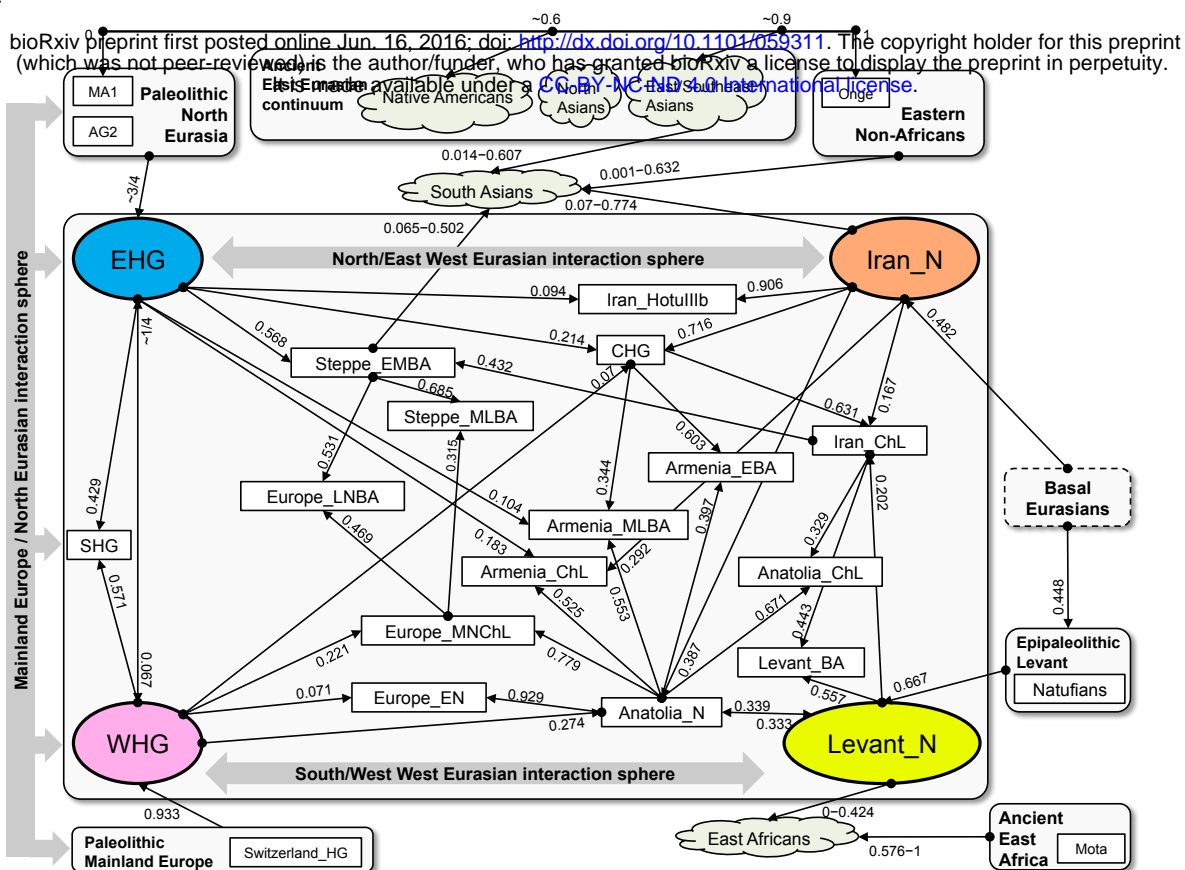 0
~0.6
~0.9
1
bioRxiv preprint first posted online Jun. 16, 2016; doi: http://dx.doi.org/10.1101/059311. The copyright holder for this preprint
(which was not peer-reviewed) is the author/funder, who has granted bioRxiv a license to display the preprint in perpetuity.
It is made available under a CC-BY-NC-ND 4.0 International license.
MA1
AG2
Paleolithic
North
Eurasia
Ancient
East Eurasian
continuum
Native Americans
North
Asians
East/Southeast
Asians
Onge
Eastern
Non-Africans
~3/4
0.014−0.607
0.001−0.632
South Asians
0.07−0.774
0.065−0.502
EHG
North/East West Eurasian interaction sphere
Iran_N
0.094
Iran_HotuIIIb
0.906
0.482
~1/4
0.568
0.214
CHG
0.716
Steppe_EMBA
0.432
0.07
0.167
0.685
Steppe_MLBA
0.631
Iran_ChL
0.531
0.315
0.603
Armenia_EBA
0.344
0.202
Europe_LNBA
0.104
0.397
Basal
Eurasians
0.429
0.469
Armenia_MLBA
0.329
SHG
0.183
0.292
Armenia_ChL
Anatolia_ChL
0.571
0.525
0.553
0.671
0.443
0.448
Europe_MNChL
0.221
0.779
0.387
Levant_BA
Epipaleolithic
Levant
Natufians
0.067
0.071
Europe_EN
0.929
0.557
0.667
Anatolia_N
0.339
0.333
0.274
WHG
Levant_N
South/West West Eurasian interaction sphere
Mainland Europe / North Eurasian interaction sphere
0.933
0−0.424
Paleolithic
Mainland Europe
Switzerland_HG
East Africans
0.576−1
Ancient
East
Africa
Mota